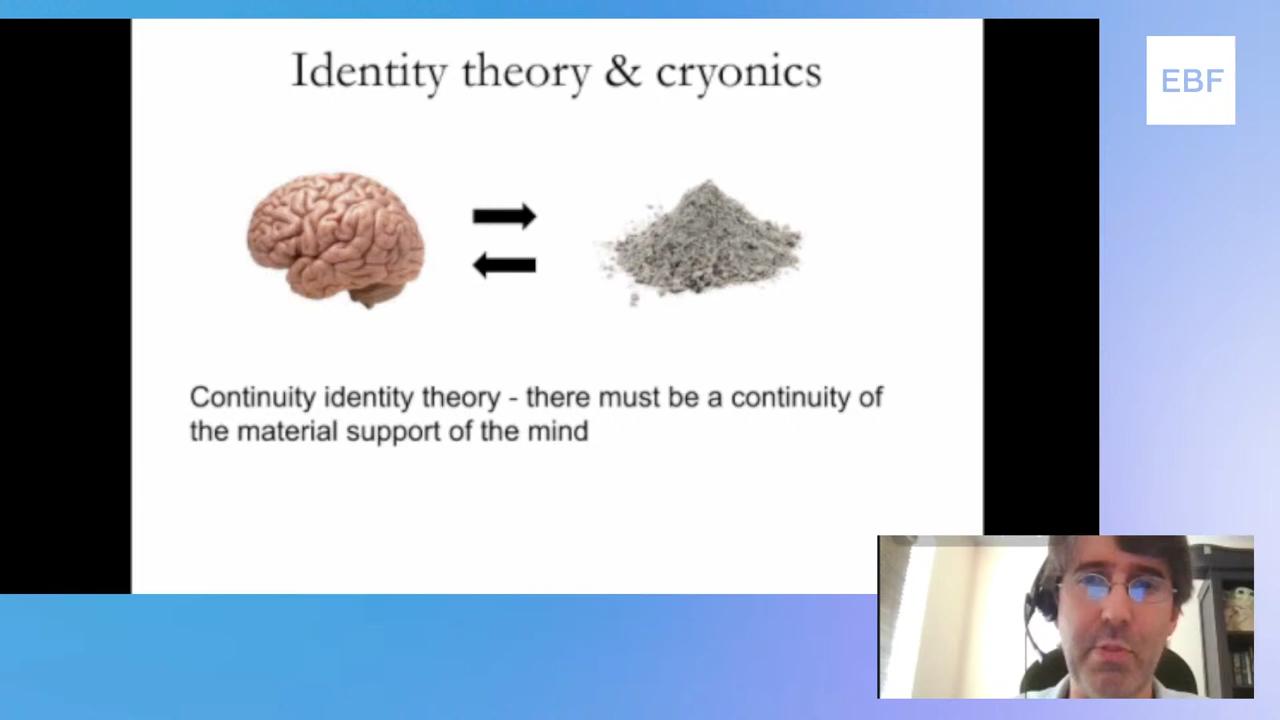 Identity theory & cryonics
EBF
Continuity identity theory - there must be a continuity of
the material support of the mind